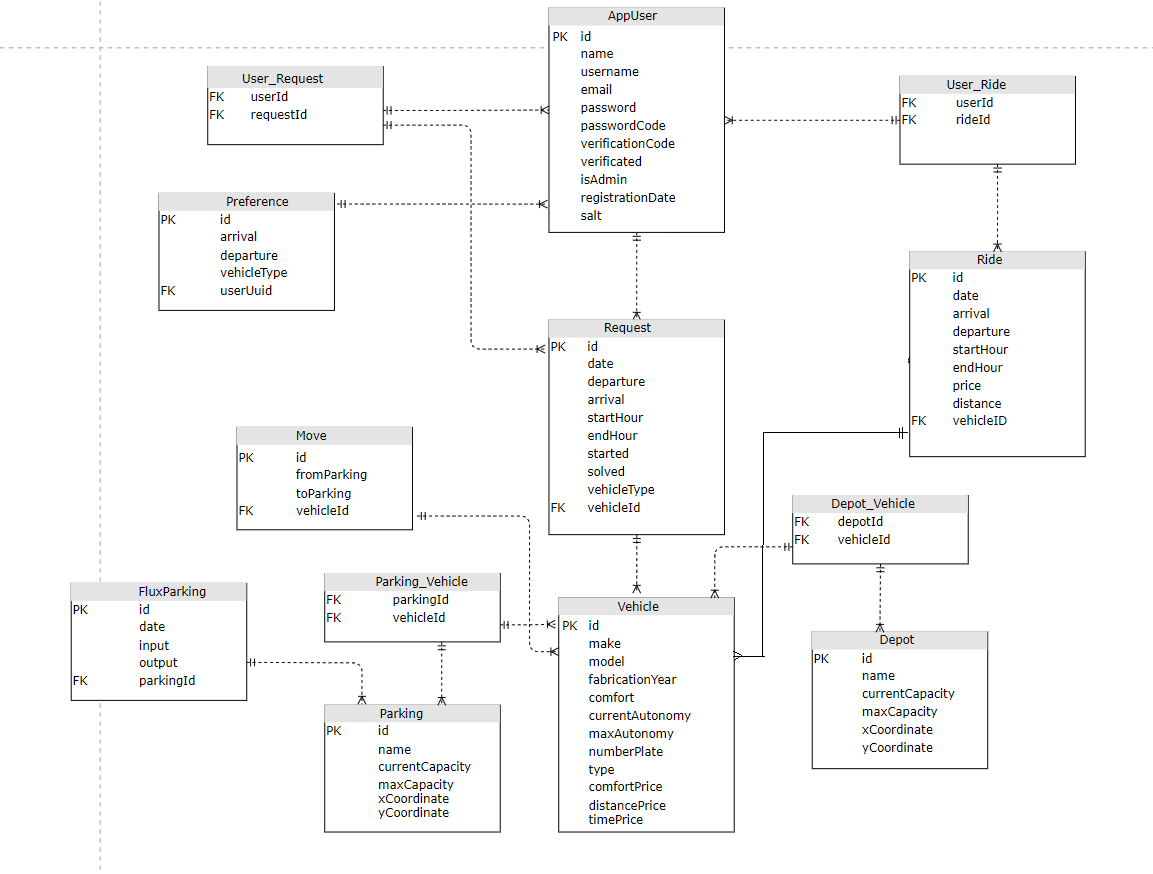 AppUser
PK id
name
username
email
password
passwordCode
verificationCode
verificated
isAdmin
registrationDate
salt
User_Request
FK userId
FK requestId
User_Ride
FK userId
FK rideId
Preference
PK id
arrival
departure
vehicleType
FK userUuid
Ride
PK id
date
arrival
departure
startHour
endHour
price
distance
FK vehicleID
Request
PK id
date
departure
arrival
startHour
endHour
started
solved
vehicleType
FK vehicleId
Move
PK id
fromParking
toParking
FK vehicleId
Depot_Vehicle
FK depotId
FK vehicleId
Parking_Vehicle
FK parkingId
FK vehicleId
FluxParking
PK id
date
input
output
FK parkingId
Vehicle
PK id
make
model
fabricationYear
comfort
currentAutonomy
maxAutonomy
numberPlate
type
comfortPrice
distancePrice
timePrice
Depot
PK id
name
currentCapacity
maxCapacity
xCoordinate
yCoordinate
Parking
PK id
name
currentCapacity
maxCapacity
xCoordinate
yCoordinate